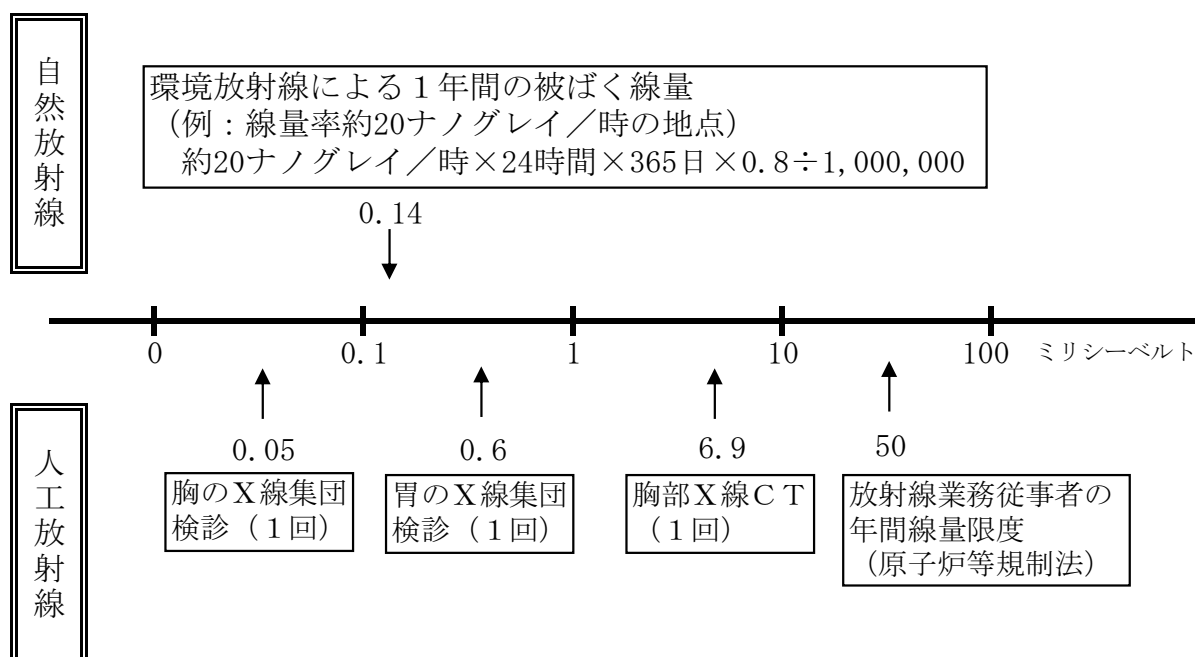 自然放射線
環境放射線による１年間の被ばく線量
（例：線量率約20ナノグレイ／時の地点）
約20ナノグレイ／時×24時間×365日×0.8÷1,000,000
0.14
0 0.1 1 10 100 ミリシーベルト
人工放射線
0.05
胸のＸ線集団
検診（１回）
0.6
胃のＸ線集団
検診（１回）
6.9
胸部Ｘ線ＣＴ
（１回）
50
放射線業務従事者の
年間線量限度
（原子炉等規制法）